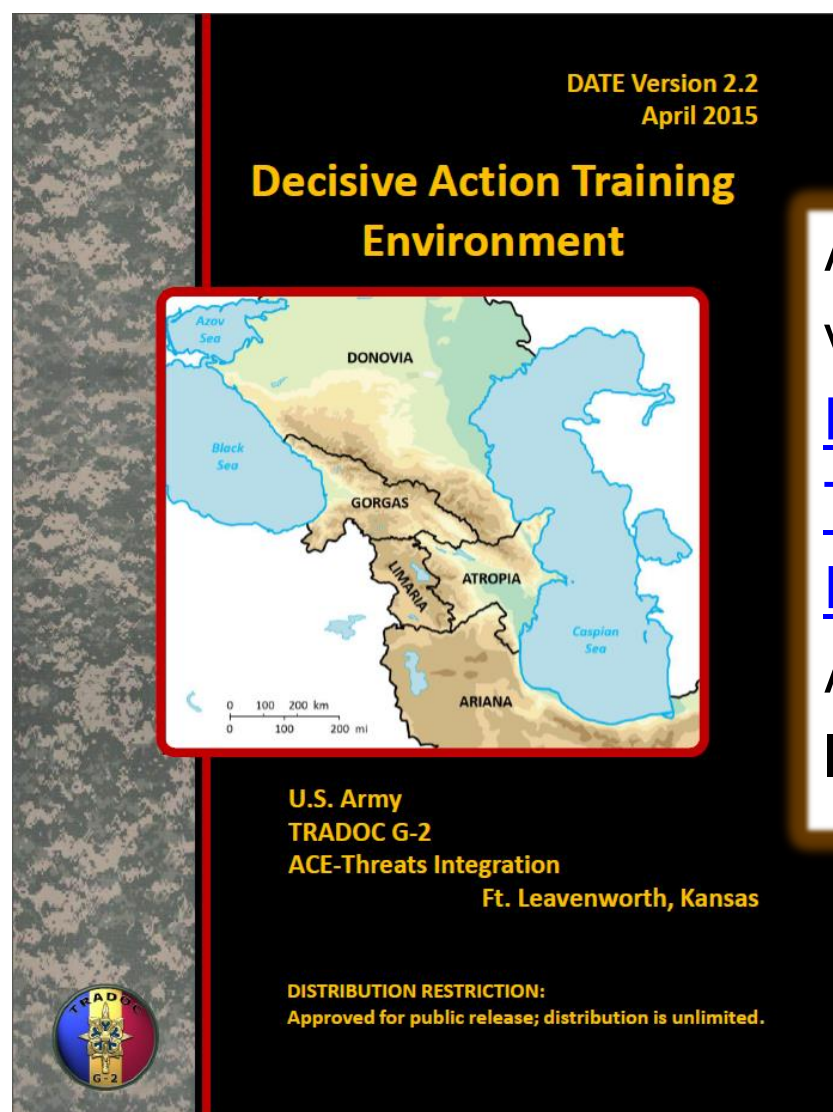 DATE Version 2.2
April 2015
Decisive Action Training
Environment
Azov
Sea
DONOVIA
Black
Sea
GORGAS
LIMARIA
ATROPIA
Caspian
Sea
ARIANA
0 100 200 km
0 100 200 mi
U.S. Army
TRADOC G-2
ACE-Threats Integration
Ft. Leavenworth, Kansas
DISTRIBUTION RESTRICTION:
Approved for public release; distribution is unlimited.
TRADOC
G-2